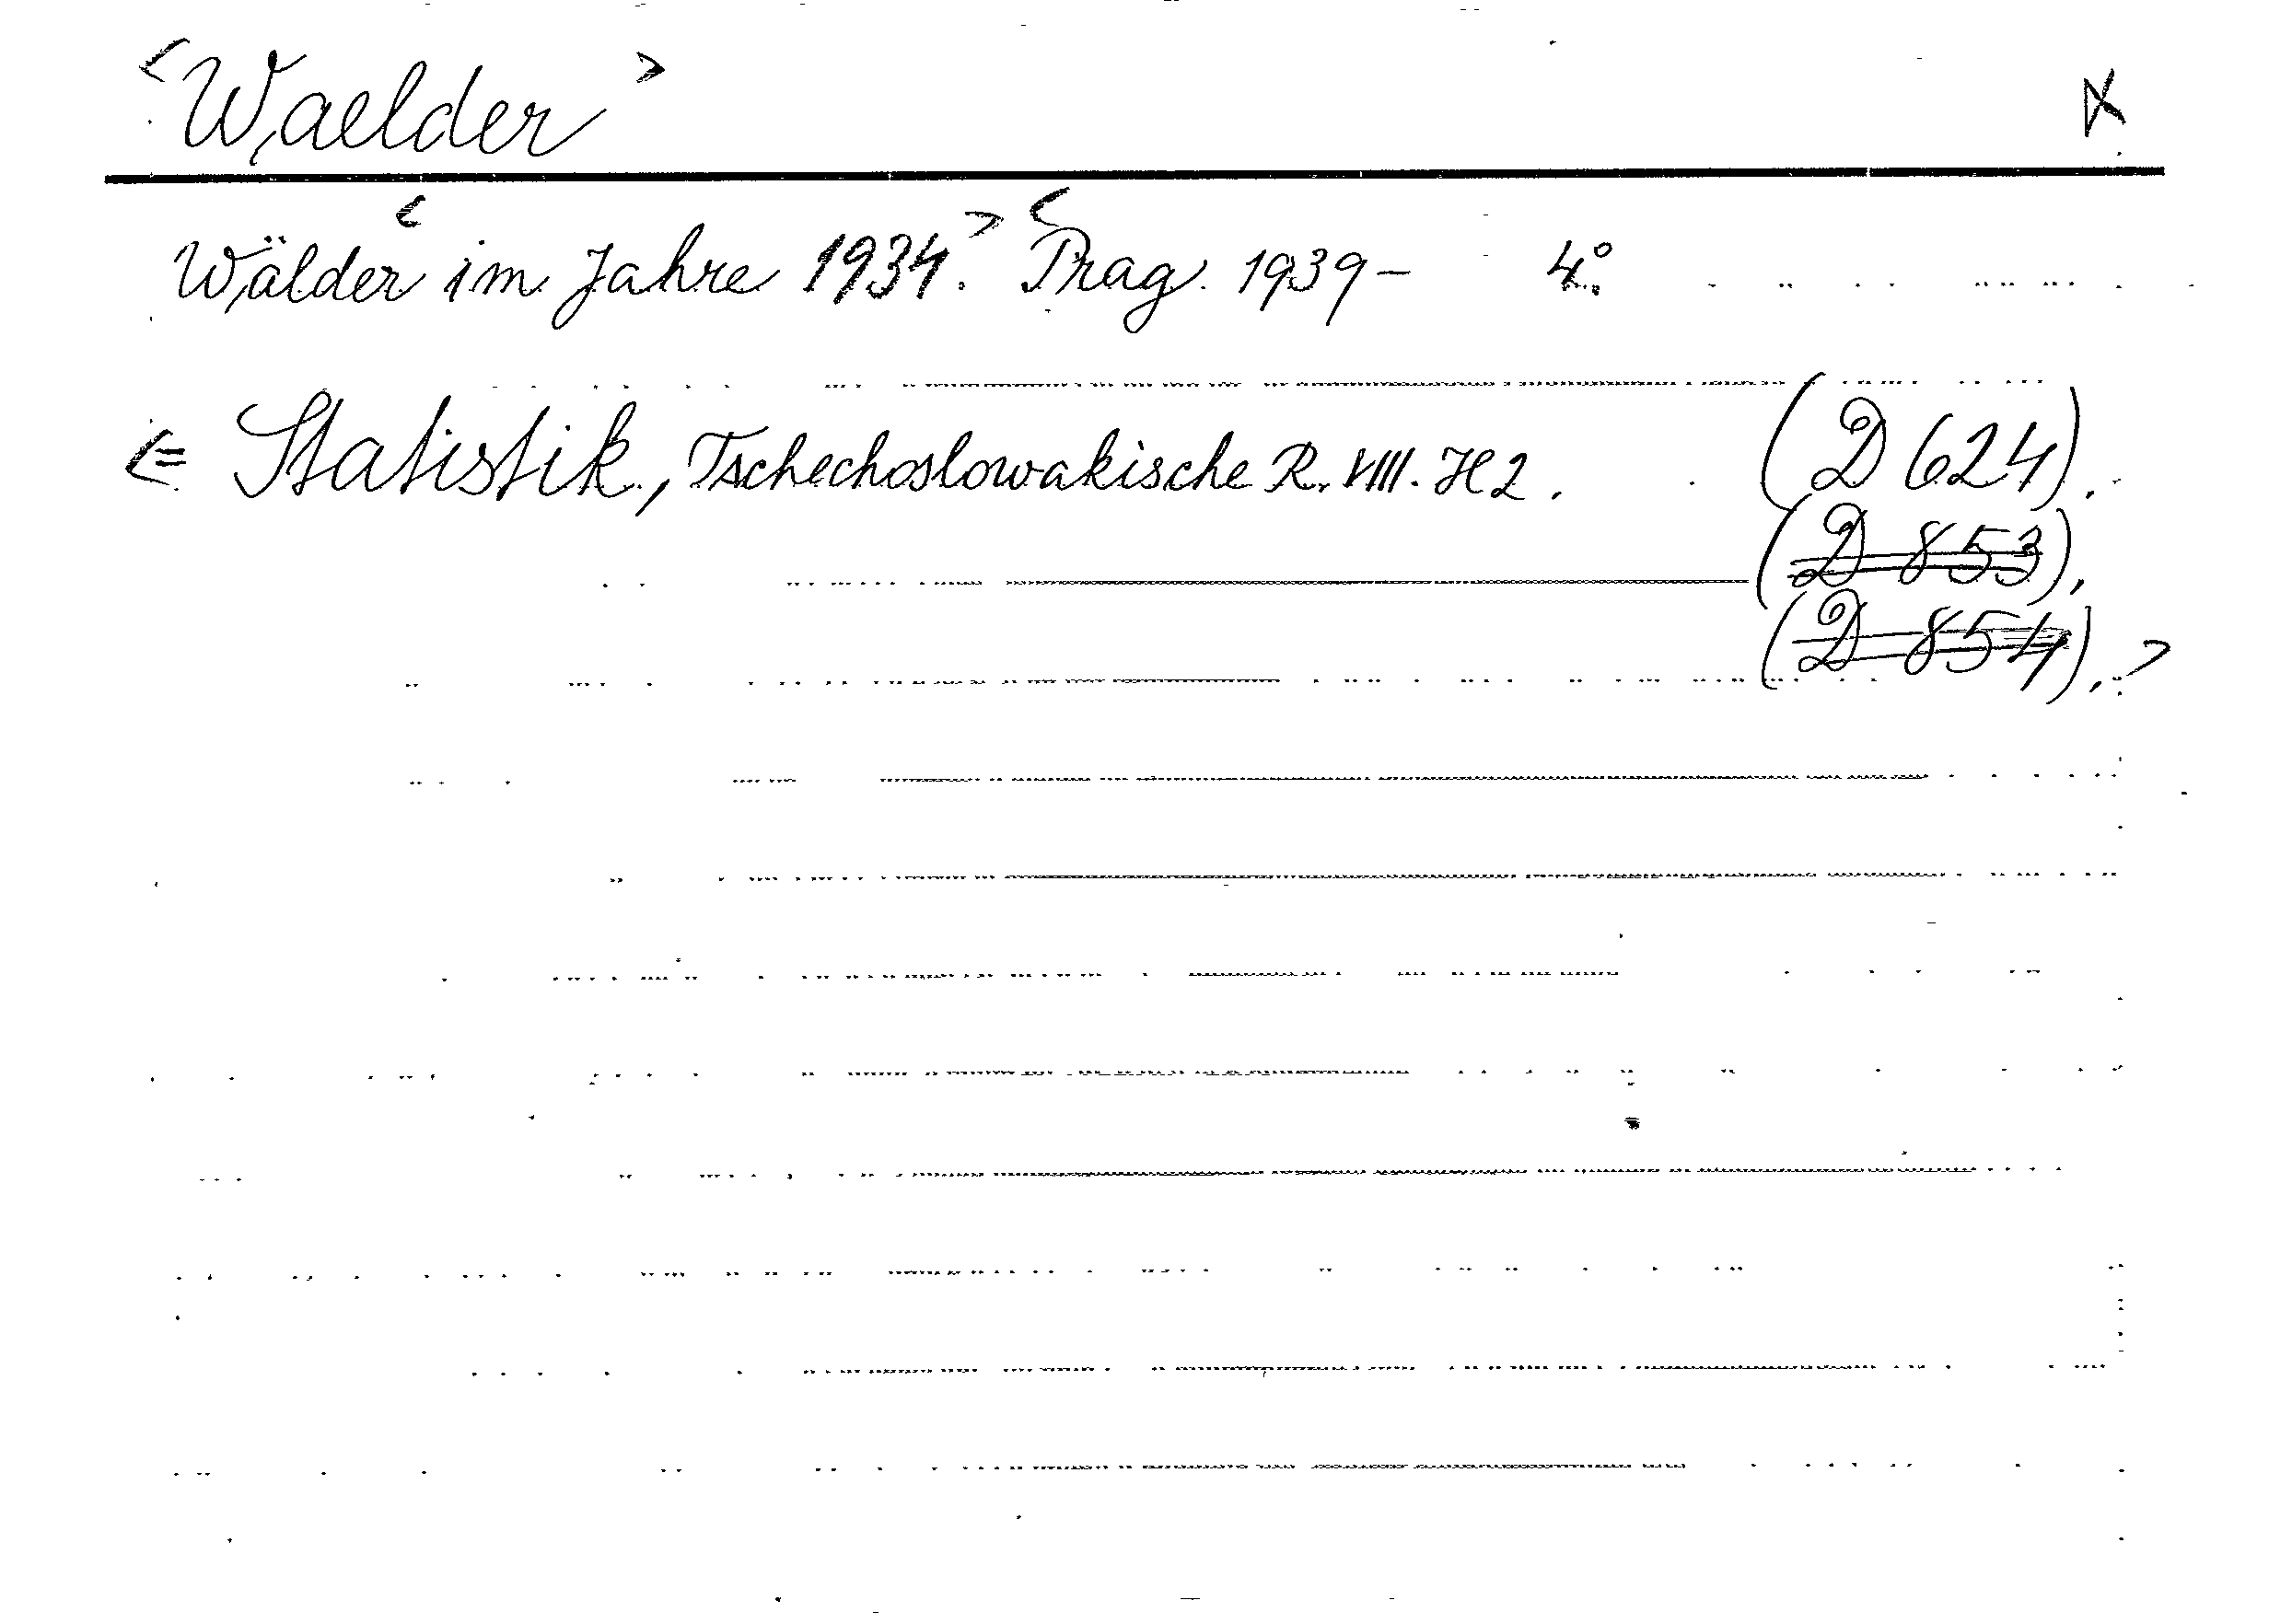 <Waelder>
Wälder <im Jahre 1934.> <Prag. 1939- 4°.
<= Statistik, Tschechoslowakische R. VIII. H 2. (D 624).
(D 853).
(D 854).>